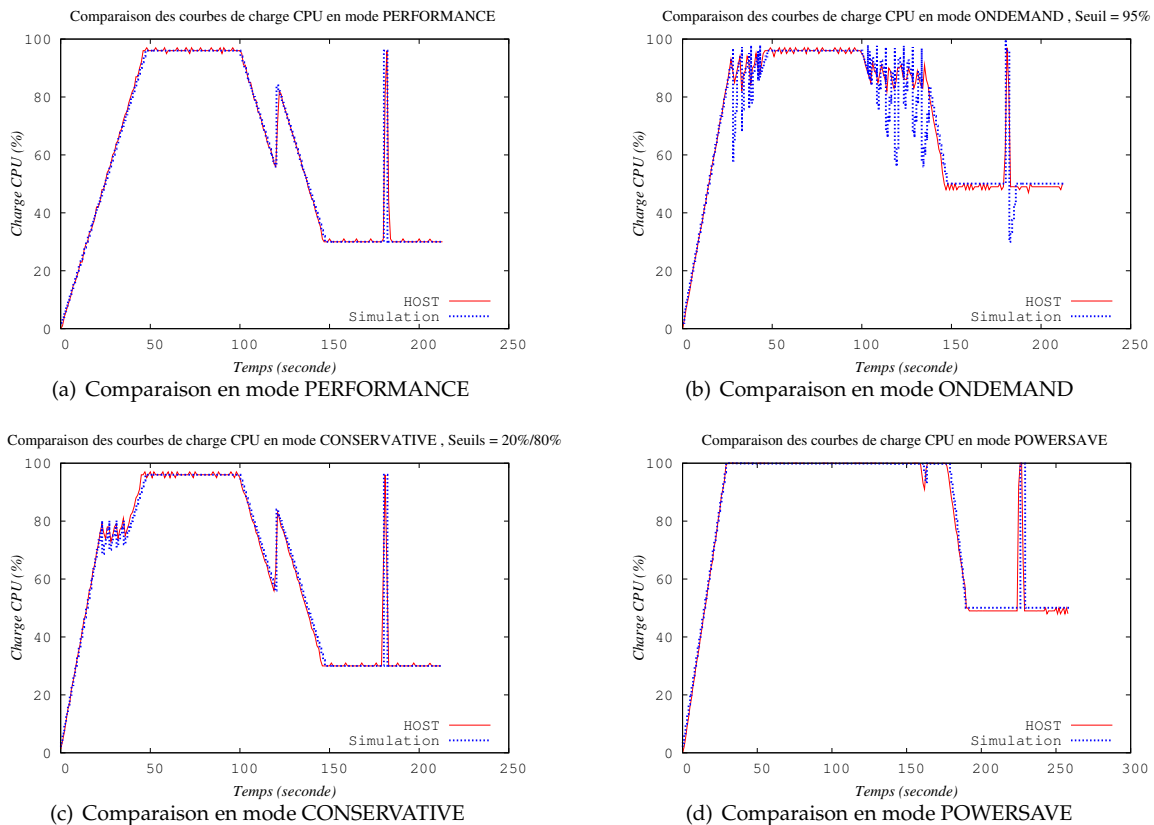 Comparaison des courbes de charge CPU en mode PERFORMANCE
100
80
60
40
20
0
Charge CPU (%)
HOST
Simulation
0 50 100 150 200 250
Temps (seconde)
(a) Comparaison en mode PERFORMANCE
Comparaison des courbes de charge CPU en mode ONDEMAND , Seuil = 95%
100
80
60
40
20
0
Charge CPU (%)
HOST
Simulation
0 50 100 150 200 250
Temps (seconde)
(b) Comparaison en mode ONDEMAND
Comparaison des courbes de charge CPU en mode CONSERVATIVE , Seuils = 20%/80%
100
80
60
40
20
0
Charge CPU (%)
HOST
Simulation
0 50 100 150 200 250
Temps (seconde)
(c) Comparaison en mode CONSERVATIVE
Comparaison des courbes de charge CPU en mode POWERSAVE
100
80
60
40
20
0
Charge CPU (%)
HOST
Simulation
0 50 100 150 200 250 300
Temps (seconde)
(d) Comparaison en mode POWERSAVE